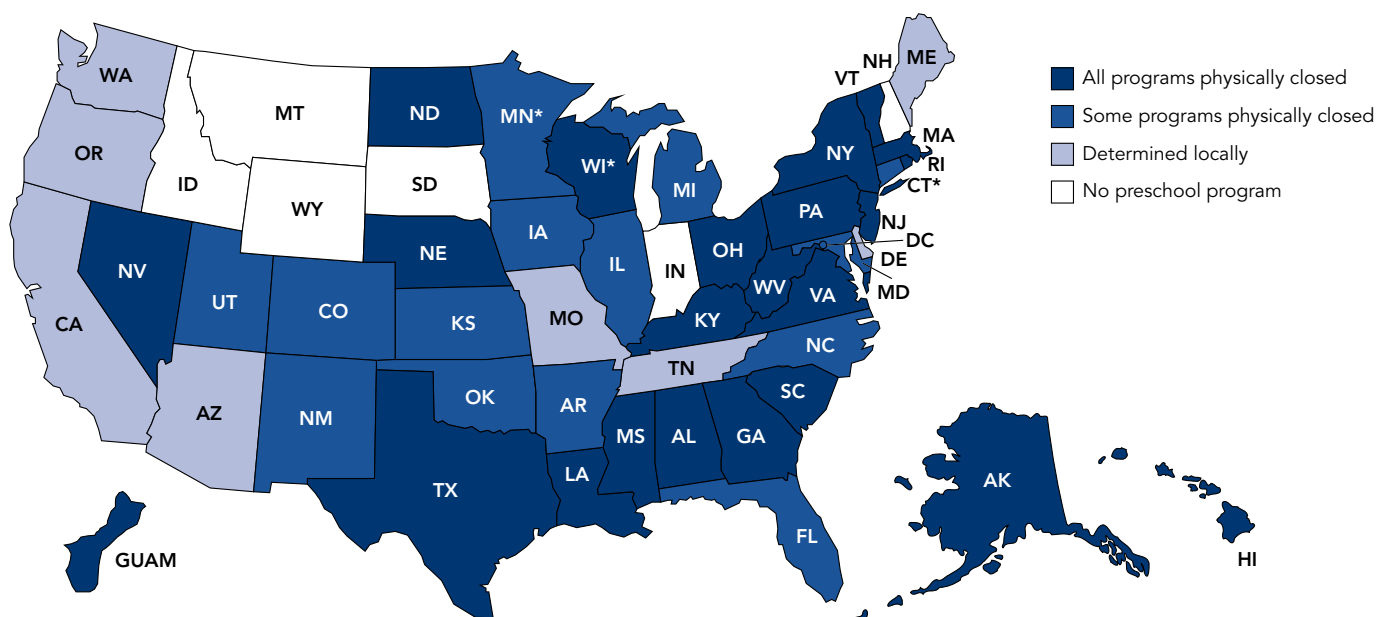 WA
MT
ND
MN*
OR
ID
WY
SD
WI*
MI
NY
VT
NH
ME
MA
RI
CT*
NV
UT
CO
NE
IA
IL
IN
OH
PA
NJ
DC
DE
MD
CA
KS
MO
KY
WV
VA
AZ
NM
OK
AR
TN
NC
SC
TX
LA
MS
AL
GA
FL
GUAM
AK
HI
All programs physically closed
Some programs physically closed
Determined locally
No preschool program